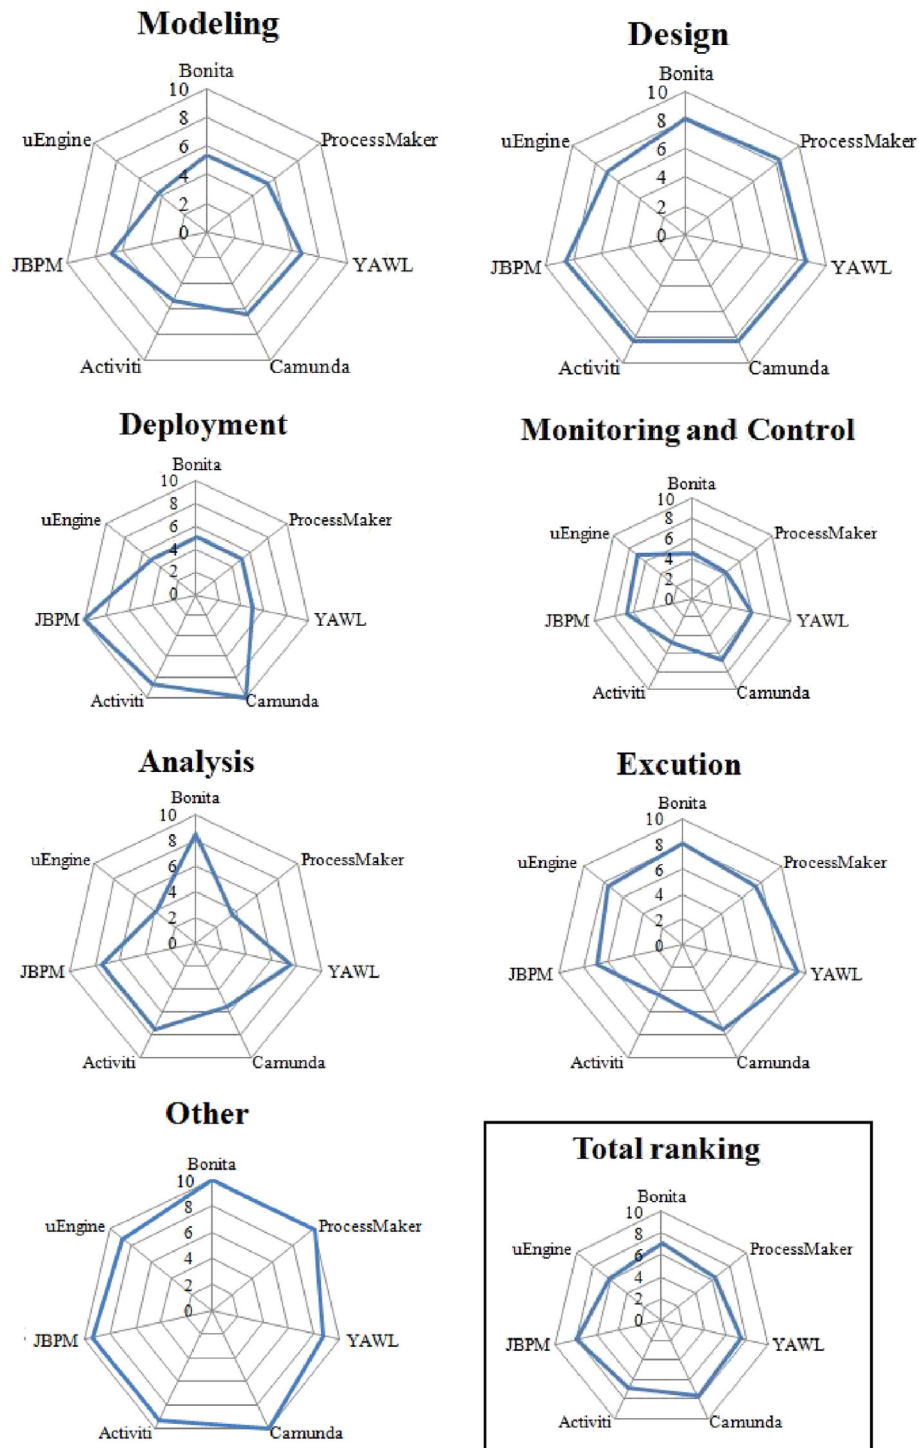 Modeling
Bonita
10
8
6
4
2
0
uEngine
ProcessMaker
JBPM
YAWL
Activiti
Camunda
Design
Bonita
10
8
6
4
2
0
uEngine
ProcessMaker
JBPM
YAWL
Activiti
Camunda
Deployment
Bonita
10
8
6
4
2
0
uEngine
ProcessMaker
JBPM
YAWL
Activiti
Camunda
Monitoring and Control
Bonita
10
8
6
4
2
0
uEngine
ProcessMaker
JBPM
YAWL
Activiti
Camunda
Analysis
Bonita
10
8
6
4
2
0
uEngine
ProcessMaker
JBPM
YAWL
Activiti
Camunda
Excution
Bonita
10
8
6
4
2
0
uEngine
ProcessMaker
JBPM
YAWL
Activiti
Camunda
Other
Bonita
10
8
6
4
2
0
uEngine
ProcessMaker
JBPM
YAWL
Activiti
Camunda
Total ranking
Bonita
10
8
6
4
2
0
uEngine
ProcessMaker
JBPM
YAWL
Activiti
Camunda